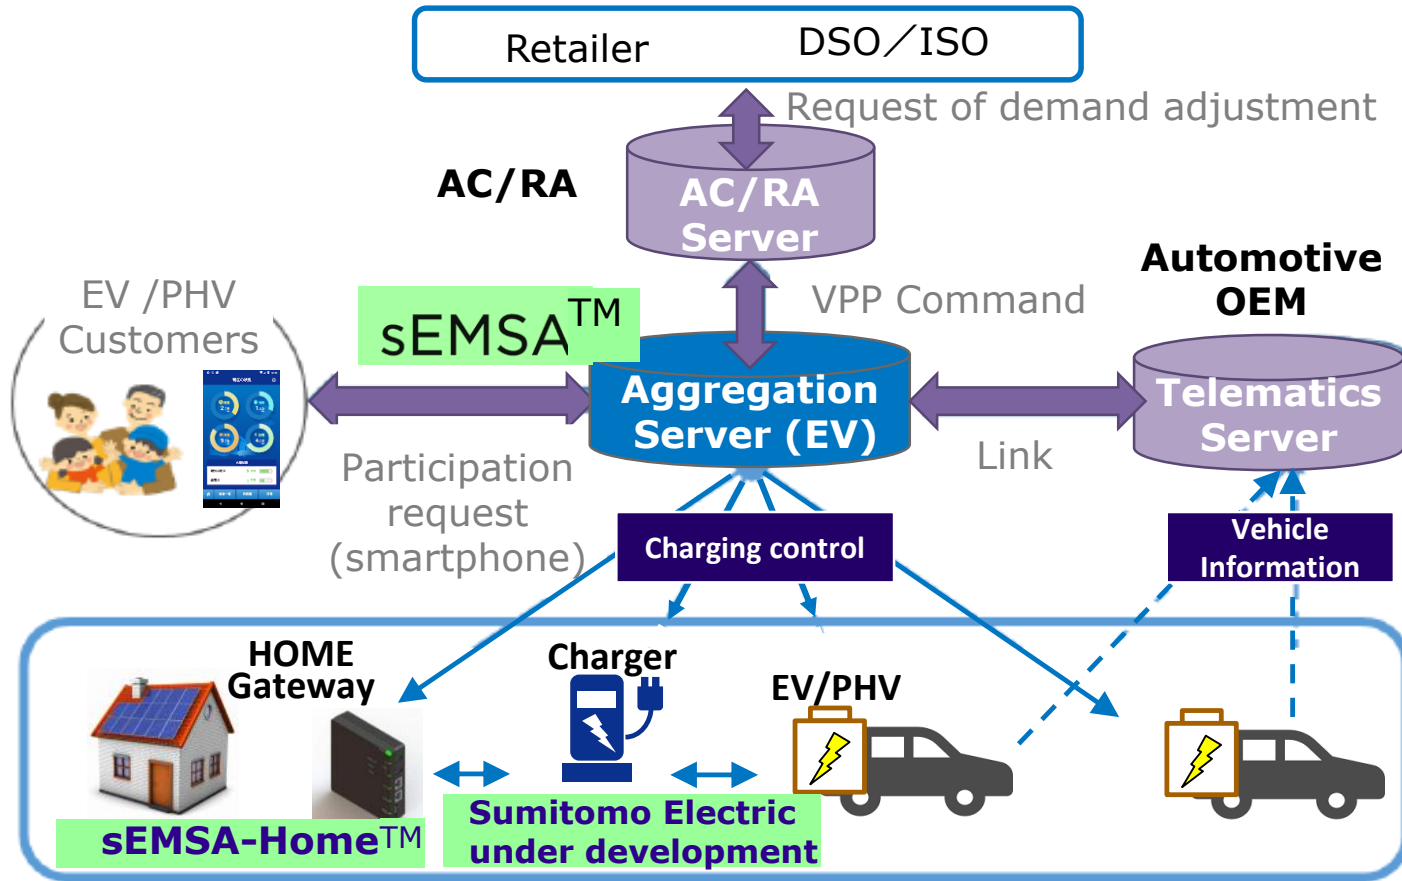 Retailer
DSO／ISO
Request of demand adjustment
AC/RA
AC/RA
Server
Automotive
OEM
EV /PHV
Customers
sEMSA™
VPP Command
Aggregation
Server (EV)
Telematics
Server
Link
Participation
request
(smartphone)
Charging control
Vehicle
Information
HOME
Gateway
Charger
EV/PHV
sEMSA-Home™
Sumitomo Electric
under development